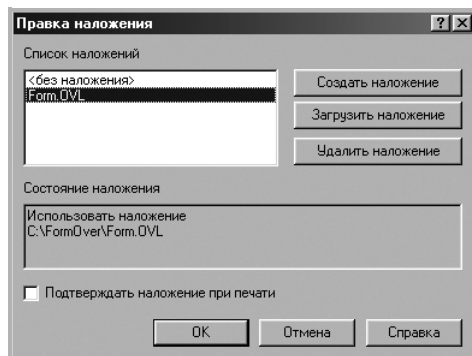 Правка наложения
Список наложений
<без наложения>
Form.OVL
Создать наложение
Загрузить наложение
Удалить наложение
Состояние наложения
Использовать наложение
C:\FormOver\Form.OVL
Подтверждать наложение при печати
OK
Отмена
Справка